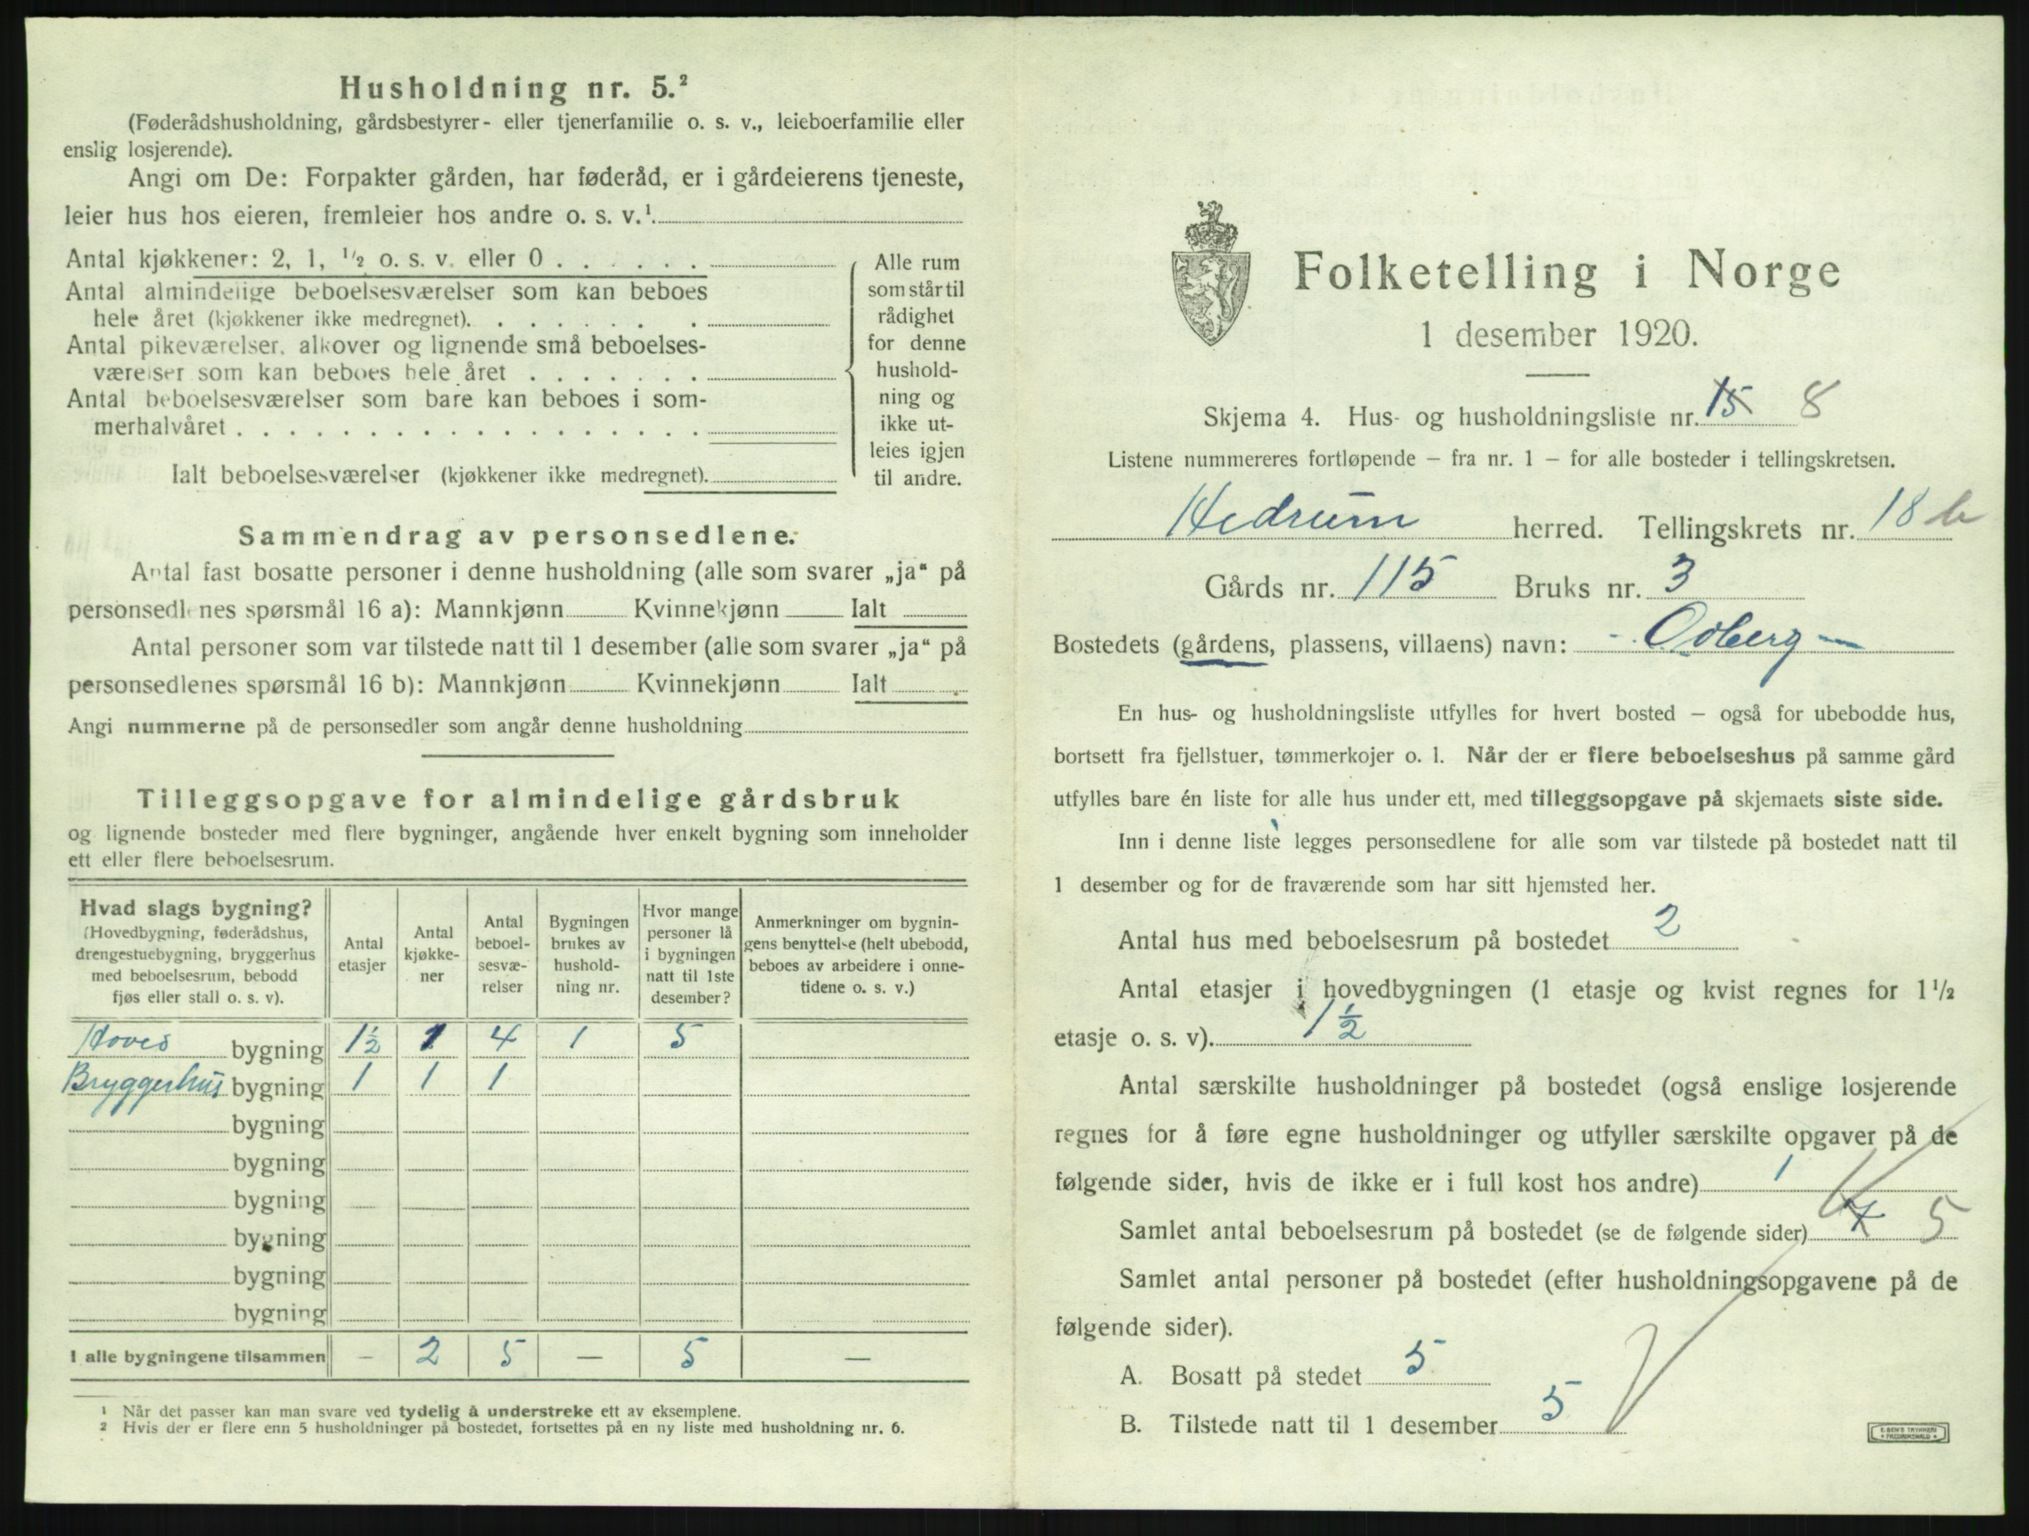 Husholdning nr. 5.²
(Føderådshusholdning, gårdsbestyrer- eller tjenerfamilie o. s. v., leieboerfamilie eller
enslig losjerende).
Angi om De: Forpakter gården, har føderåd, er i gårdeierens tjeneste,
leier hus hos eieren, fremleier hos andre o. s. v.¹
Antal kjøkkener: 2, 1, ¹/₂ o. s. v. eller 0
Antal almindelige beboelsesværelser som kan beboes
hele året (kjøkkener ikke medregnet).
Antal pikeværelser, alkover og lignende små beboelses-
værelser som kan beboes hele året
Antal beboelsesværelser som bare kan beboes i som-
merhalvåret
Ialt beboelsesværelser (kjøkkener ikke medregnet).
Alle rum
som står til
rådighet
for denne
hushold-
ning og
ikke ut-
leies igjen
til andre.
Sammendrag av personsedlene.
Antal fast bosatte personer i denne husholdning (alle som svarer „ja“ på
personsedlenes spørsmål 16 a): Mannkjønn Kvinnekjønn Ialt
Antal personer som var tilstede natt til 1 desember (alle som svarer „ja“ på
personsedlenes spørsmål 16 b): Mannkjønn Kvinnekjønn Ialt
Angi nummerne på de personsedler som angår denne husholdning
Tilleggsopgave for almindelige gårdsbruk
og lignende bosteder med flere bygninger, angående hver enkelt bygning som inneholder
ett eller flere beboelsesrum.
Hvad slags bygning?
(Hovedbygning, føderådshus,
drengestuebygning, bryggerhus
med beboelsesrum, bebodd
fjøs eller stall o. s. v).
Antal
etasjer
Antal
kjøkke-
ner
Antal
beboel-
sesvæ-
relser
Bygningen
brukes av
hushold-
ning nr.
Hvor mange
personer lå
i bygningen
natt til 1ste
desember?
Anmerkninger om bygnin-
gens benyttelse (helt ubebodd,
beboes av arbeidere i onne-
tidene o. s. v.)
Hoved bygning 1½ 1 4 1 5
Bryggerhus bygning 1 1 1
bygning
bygning
bygning
bygning
bygning
bygning
I alle bygningene tilsammen – 2 5 — 5 —
¹ Når det passer kan man svare ved tydelig å understreke ett av eksemplene.
² Hvis der er flere enn 5 husholdninger på bostedet, fortsettes på en ny liste med husholdning nr. 6.
Folketelling i Norge
1 desember 1920.
Skjema 4. Hus- og husholdningsliste nr. 15 8
Listene nummereres fortløpende – fra nr. 1 – for alle bosteder i tellingskretsen.
Hedrum herred. Tellingskrets nr. 18 b
Gårds nr. 115 Bruks nr. 3
Bostedets (gårdens, plassens, villaens) navn: - Odberg -
En hus- og husholdningsliste utfylles for hvert bosted – også for ubebodde hus,
bortsett fra fjellstuer, tømmerkojer o. l. Når der er flere beboelseshus på samme gård
utfylles bare én liste for alle hus under ett, med tilleggsopgave på skjemaets siste side.
Inn i denne liste legges personsedlene for alle som var tilstede på bostedet natt til
1 desember og for de fraværende som har sitt hjemsted her.
Antal hus med beboelsesrum på bostedet 2
Antal etasjer i hovedbygningen (1 etasje og kvist regnes for 1¹/₂
etasje o. s. v). 1½
Antal særskilte husholdninger på bostedet (også enslige losjerende
regnes for å føre egne husholdninger og utfyller særskilte opgaver på de
følgende sider, hvis de ikke er i full kost hos andre) 1
Samlet antal beboelsesrum på bostedet (se de følgende sider) 5
Samlet antal personer på bostedet (efter husholdningsopgavene på de
følgende sider).
A. Bosatt på stedet 5
B. Tilstede natt til 1 desember 5